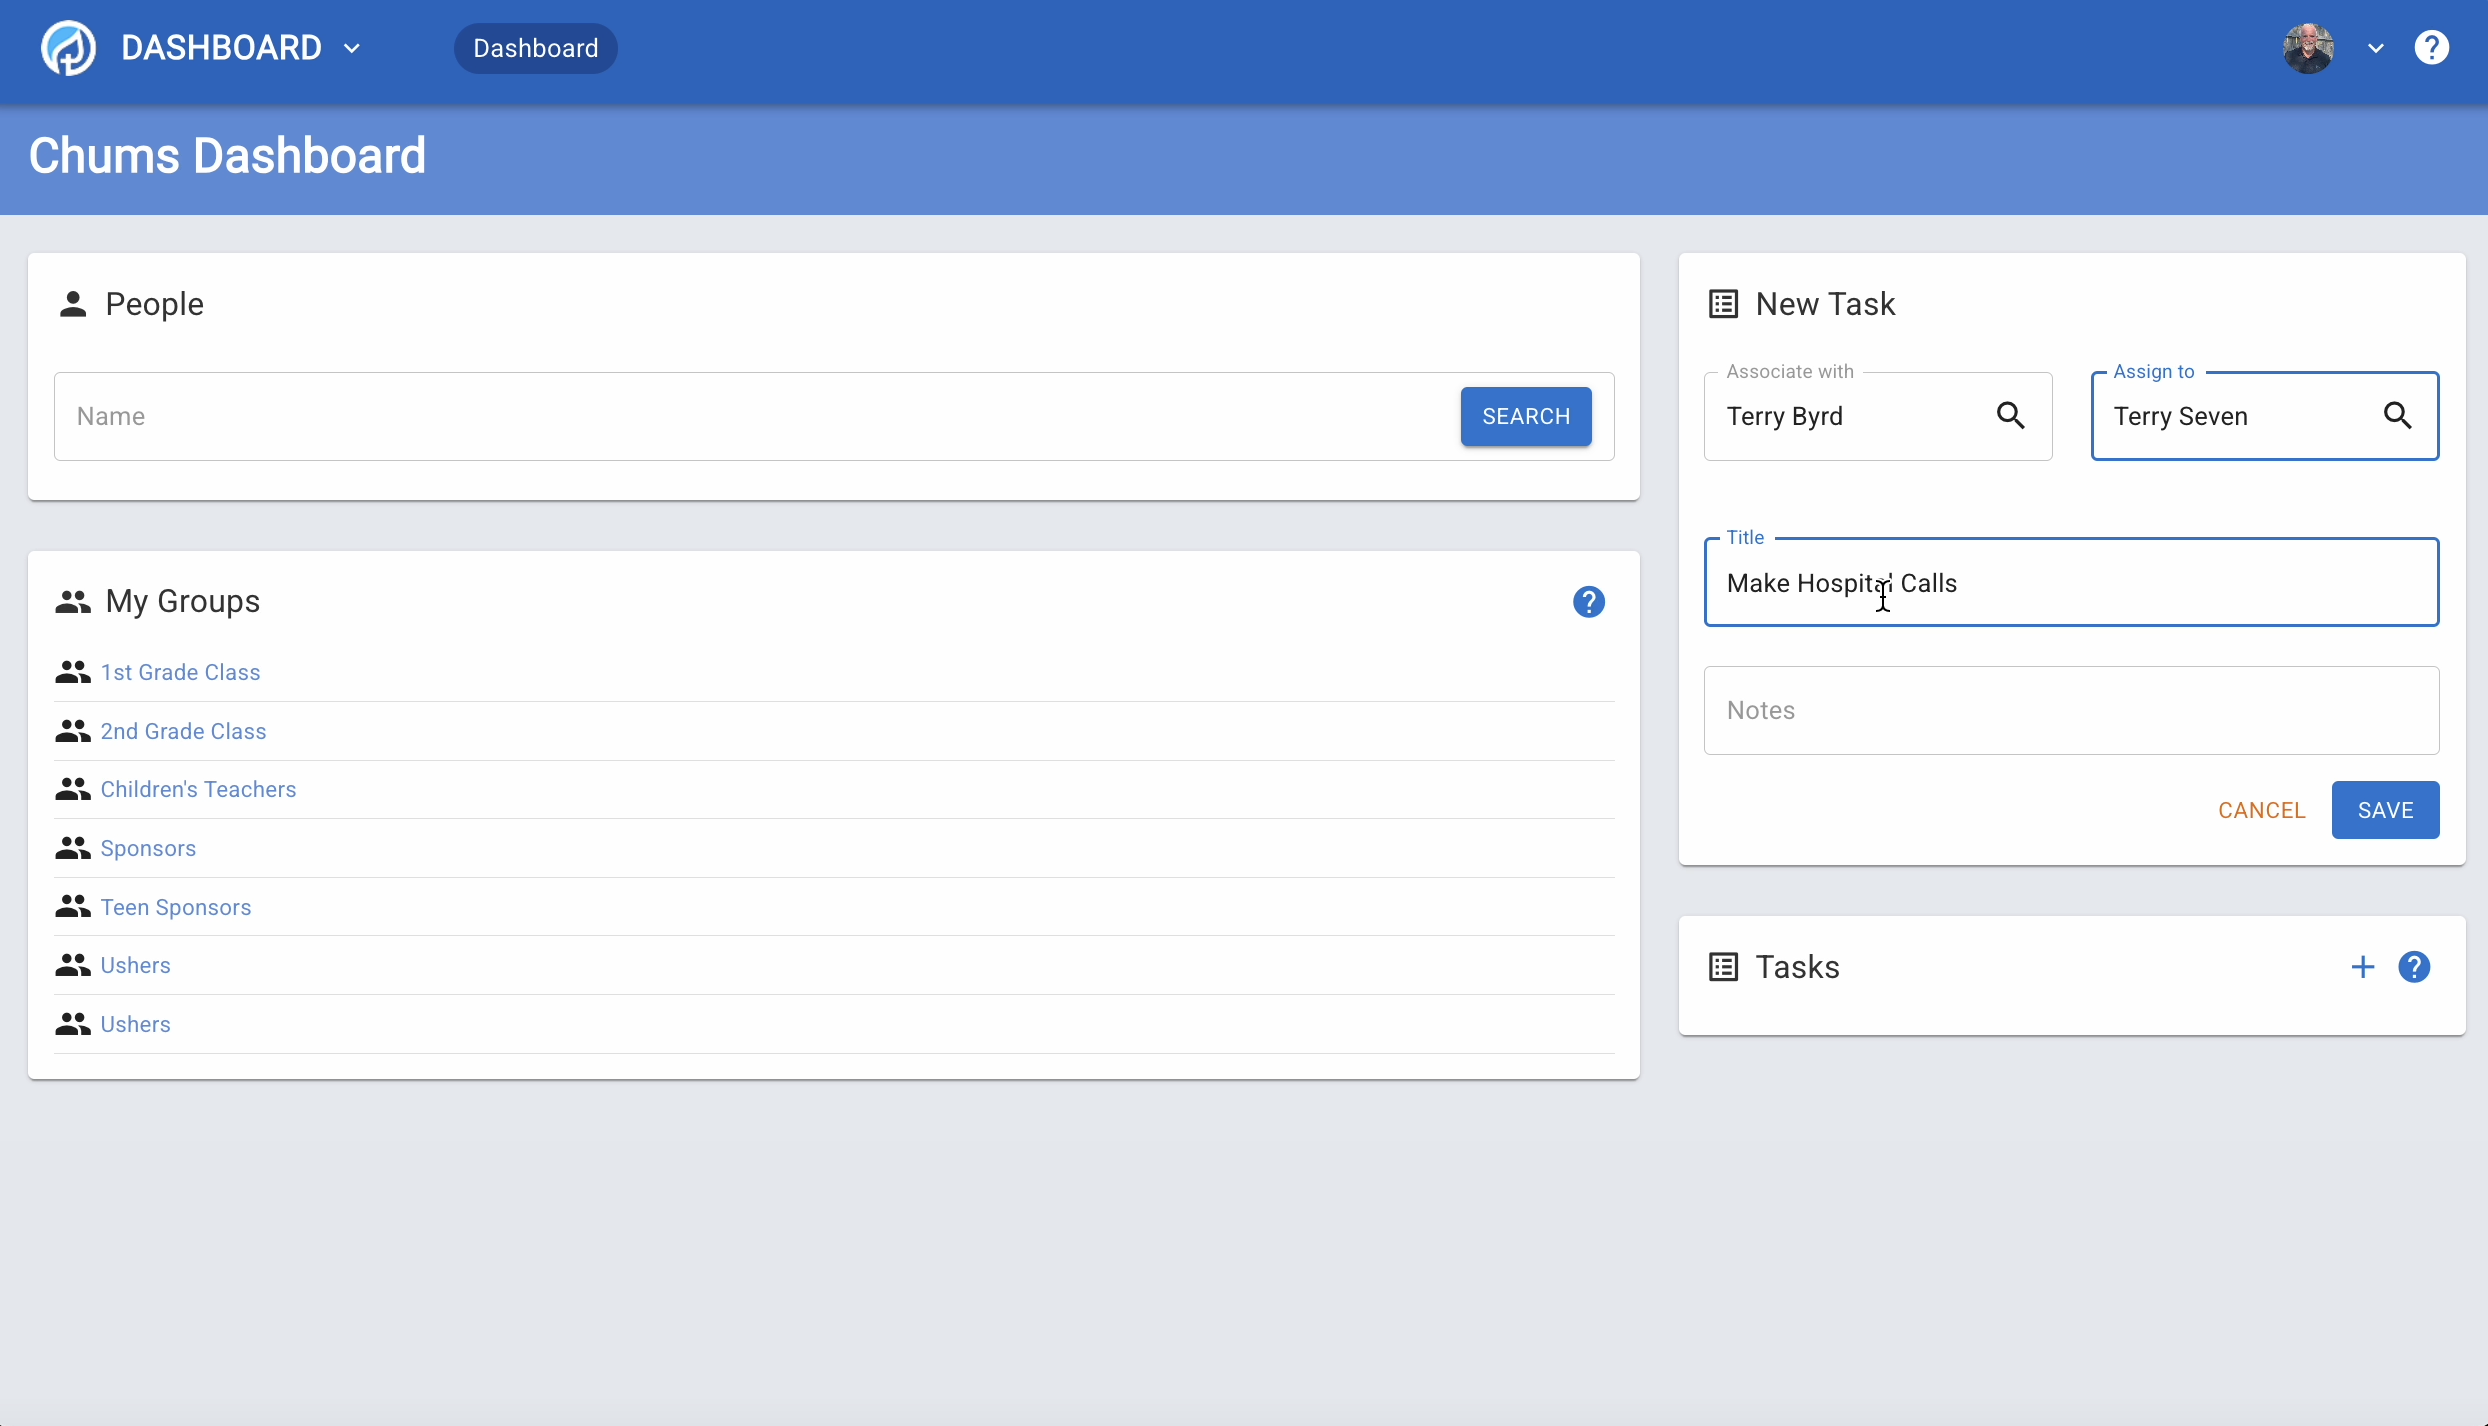 DASHBOARD
Dashboard
Chums Dashboard
People
Name
SEARCH
My Groups
1st Grade Class
2nd Grade Class
Children's Teachers
Sponsors
Teen Sponsors
Ushers
Ushers
New Task
Associate with
Terry Byrd
Assign to
Terry Seven
Title
Make Hospital Calls
Notes
CANCEL
SAVE
Tasks